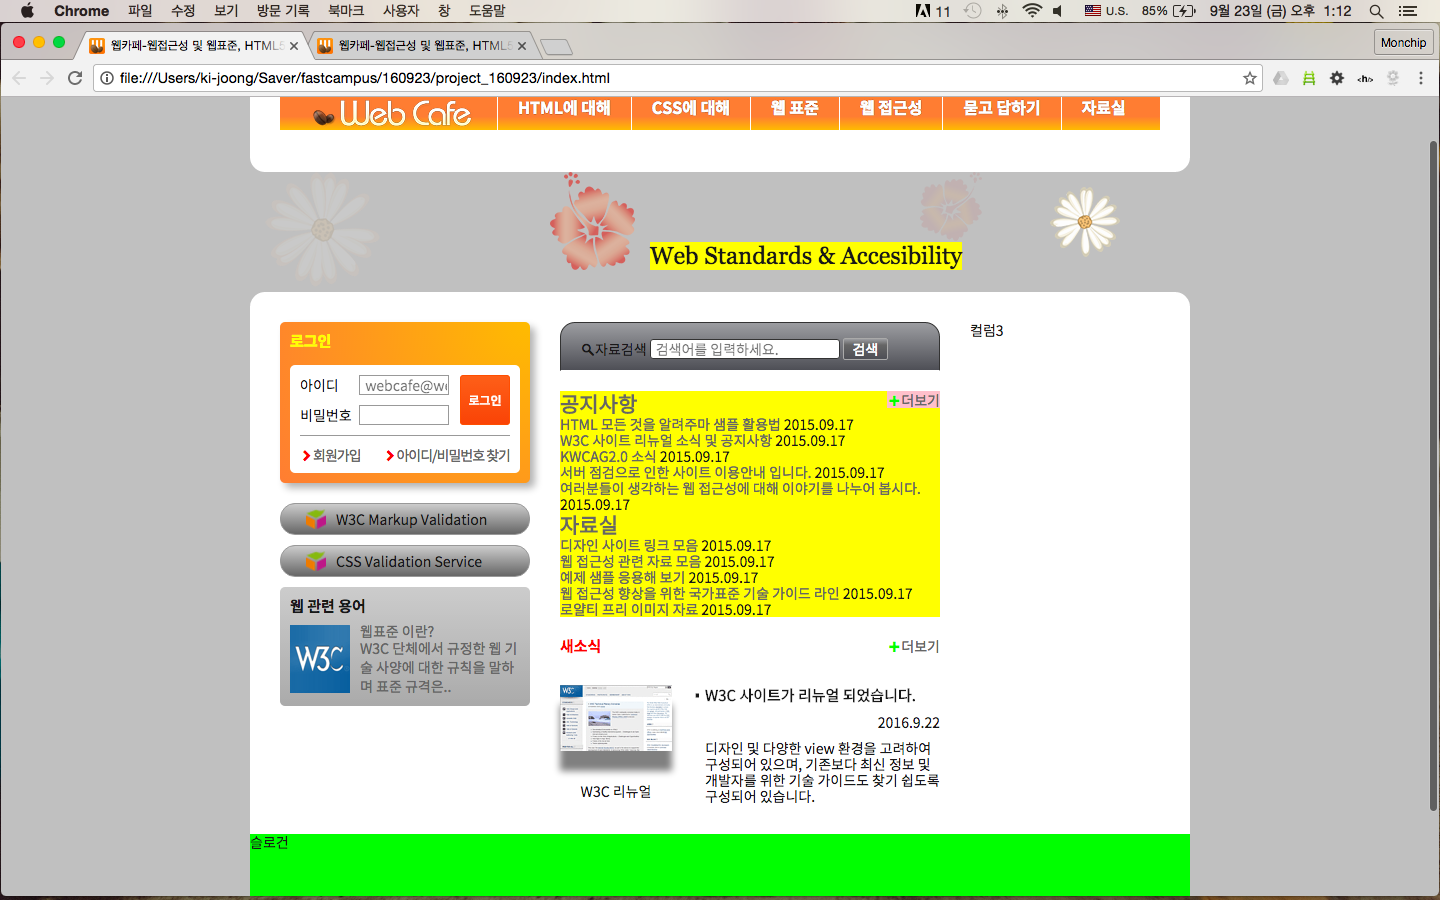 Chrome 파일 수정 보기 방문 기록 북마크 사용자 창 도움말 11 U.S. 85% 9월 23일 (금) 오후 1:12
웹카페-웹접근성 및 웹표준, HTML5
웹카페-웹접근성 및 웹표준, HTML5
Monchip
file:///Users/ki-joong/Saver/fastcampus/160923/project_160923/index.html
<h/>
Web Cafe HTML에 대해 CSS에 대해 웹 표준 웹 접근성 묻고 답하기 자료실
Web Standards & Accesibility
로그인
아이디 webcafe@we
비밀번호
로그인
회원가입 아이디/비밀번호 찾기
W3C Markup Validation
CSS Validation Service
웹 관련 용어
W3C
웹표준 이란?
W3C 단체에서 규정한 웹 기
술 사양에 대한 규칙을 말하
며 표준 규격은..
자료검색 검색어를 입력하세요. 검색
공지사항 +더보기
HTML 모든 것을 알려주마 샘플 활용법 2015.09.17
W3C 사이트 리뉴얼 소식 및 공지사항 2015.09.17
KWCAG2.0 소식 2015.09.17
서버 점검으로 인한 사이트 이용안내 입니다. 2015.09.17
여러분들이 생각하는 웹 접근성에 대해 이야기를 나누어 봅시다.
2015.09.17
자료실
디자인 사이트 링크 모음 2015.09.17
웹 접근성 관련 자료 모음 2015.09.17
예제 샘플 응용해 보기 2015.09.17
웹 접근성 향상을 위한 국가표준 기술 가이드 라인 2015.09.17
로얄티 프리 이미지 자료 2015.09.17
새소식 +더보기
W3C
W3C 리뉴얼
W3C 사이트가 리뉴얼 되었습니다.
2016.9.22
디자인 및 다양한 view 환경을 고려하여
구성되어 있으며, 기존보다 최신 정보 및
개발자를 위한 기술 가이드도 찾기 쉽도록
구성되어 있습니다.
컬럼3
슬로건